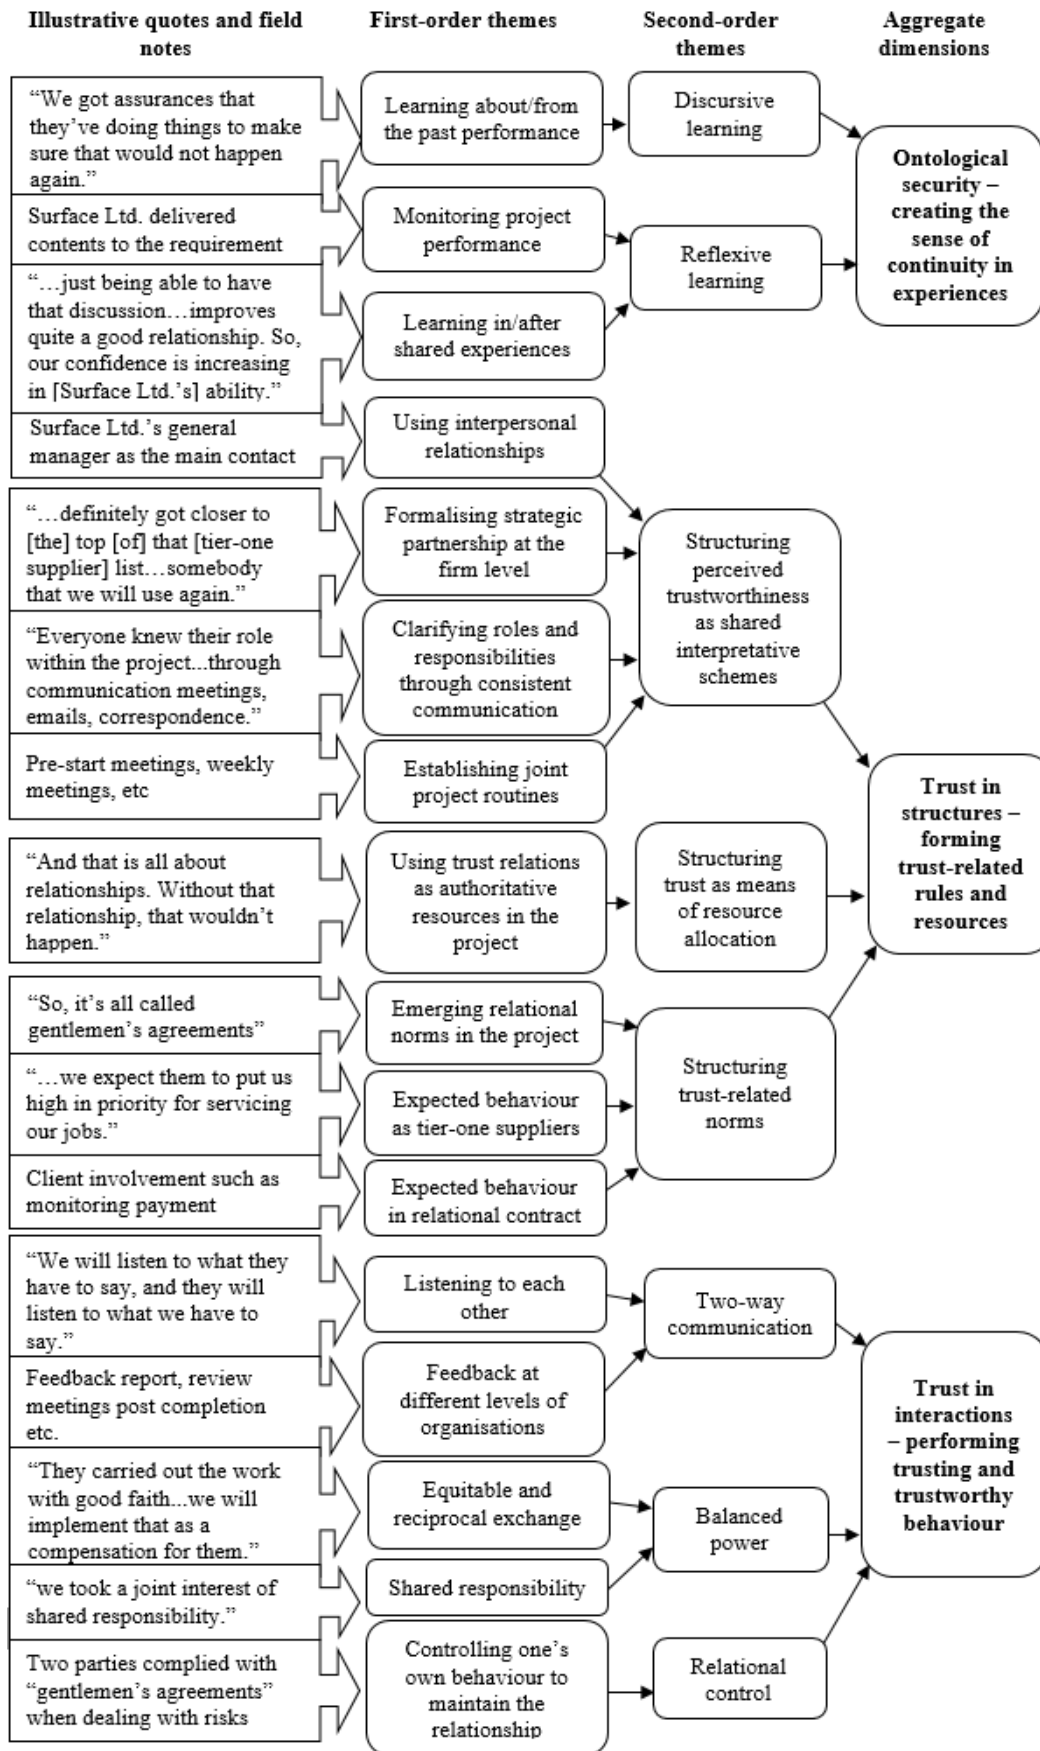 Illustrative quotes and field
notes
First-order themes
Second-order
themes
Aggregate
dimensions
“We got assurances that
they’ve doing things to make
sure that would not happen
again.”
Surface Ltd. delivered
contents to the requirement
“…just being able to have
that discussion…improves
quite a good relationship. So,
our confidence is increasing
in [Surface Ltd.’s] ability.”
Surface Ltd.’s general
manager as the main contact
“…definitely got closer to
[the] top [of] that [tier-one
supplier] list…somebody
that we will use again.”
“Everyone knew their role
within the project...through
communication meetings,
emails, correspondence.”
Pre-start meetings, weekly
meetings, etc
“And that is all about
relationships. Without that
relationship, that wouldn’t
happen.”
“So, it’s all called
gentlemen’s agreements”
“…we expect them to put us
high in priority for servicing
our jobs.”
Client involvement such as
monitoring payment
“We will listen to what they
have to say, and they will
listen to what we have to
say.”
Feedback report, review
meetings post completion
etc.
“They carried out the work
with good faith...we will
implement that as a
compensation for them.”
“we took a joint interest of
shared responsibility.”
Two parties complied with
“gentlemen’s agreements”
when dealing with risks
Learning about/from
the past performance
Monitoring project
performance
Learning in/after
shared experiences
Using interpersonal
relationships
Formalising strategic
partnership at the
firm level
Clarifying roles and
responsibilities
through consistent
communication
Establishing joint
project routines
Using trust relations
as authoritative
resources in the
project
Emerging relational
norms in the project
Expected behaviour
as tier-one suppliers
Expected behaviour
in relational contract
Listening to each
other
Feedback at
different levels of
organisations
Equitable and
reciprocal exchange
Shared responsibility
Controlling one’s
own behaviour to
maintain the
relationship
Discursive
learning
Reflexive
learning
Structuring
perceived
trustworthiness
as shared
interpretative
schemes
Structuring
trust as means
of resource
allocation
Structuring
trust-related
norms
Two-way
communication
Balanced
power
Relational
control
Ontological
security –
creating the
sense of
continuity in
experiences
Trust in
structures –
forming
trust-related
rules and
resources
Trust in
interactions
– performing
trusting and
trustworthy
behaviour